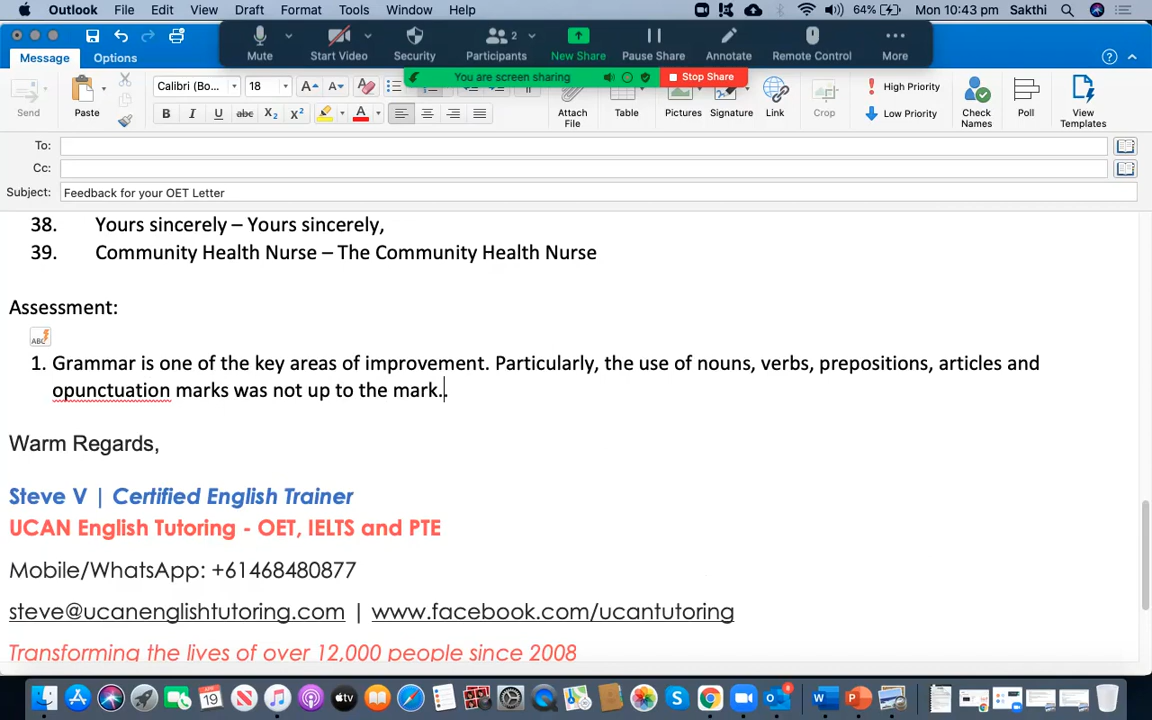 Outlook File Edit View Draft Format Tools Window Help 64% Mon 10:43 pm Sakthi
Mute Start Video Security Participants 2 New Share Pause Share Annotate Remote Control More
Message Options
You are screen sharing Stop Share
Send Paste Calibri (Bo... 18 A A Attach File Table Pictures Signature Link Crop High Priority Low Priority Check Names Poll View Templates
B I U abc X2 X2 A
To:
Cc:
Subject: Feedback for your OET Letter
38. Yours sincerely – Yours sincerely,
39. Community Health Nurse – The Community Health Nurse
Assessment:
ABC
1. Grammar is one of the key areas of improvement. Particularly, the use of nouns, verbs, prepositions, articles and
opunctuation marks was not up to the mark..
Warm Regards,
Steve V | Certified English Trainer
UCAN English Tutoring - OET, IELTS and PTE
Mobile/WhatsApp: +61468480877
steve@ucanenglishtutoring.com | www.facebook.com/ucantutoring
Transforming the lives of over 12,000 people since 2008